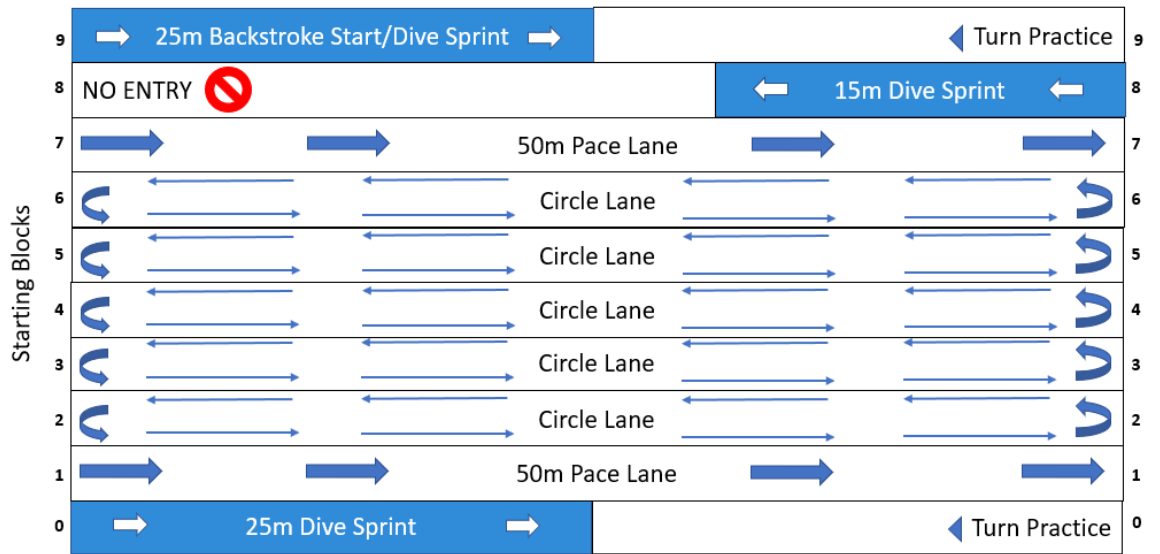 9 25m Backstroke Start/Dive Sprint Turn Practice 9
8 NO ENTRY 15m Dive Sprint 8
7 50m Pace Lane 7
6 Circle Lane 6
5 Circle Lane 5
4 Circle Lane 4
3 Circle Lane 3
2 Circle Lane 2
1 50m Pace Lane 1
0 25m Dive Sprint Turn Practice 0
Starting Blocks